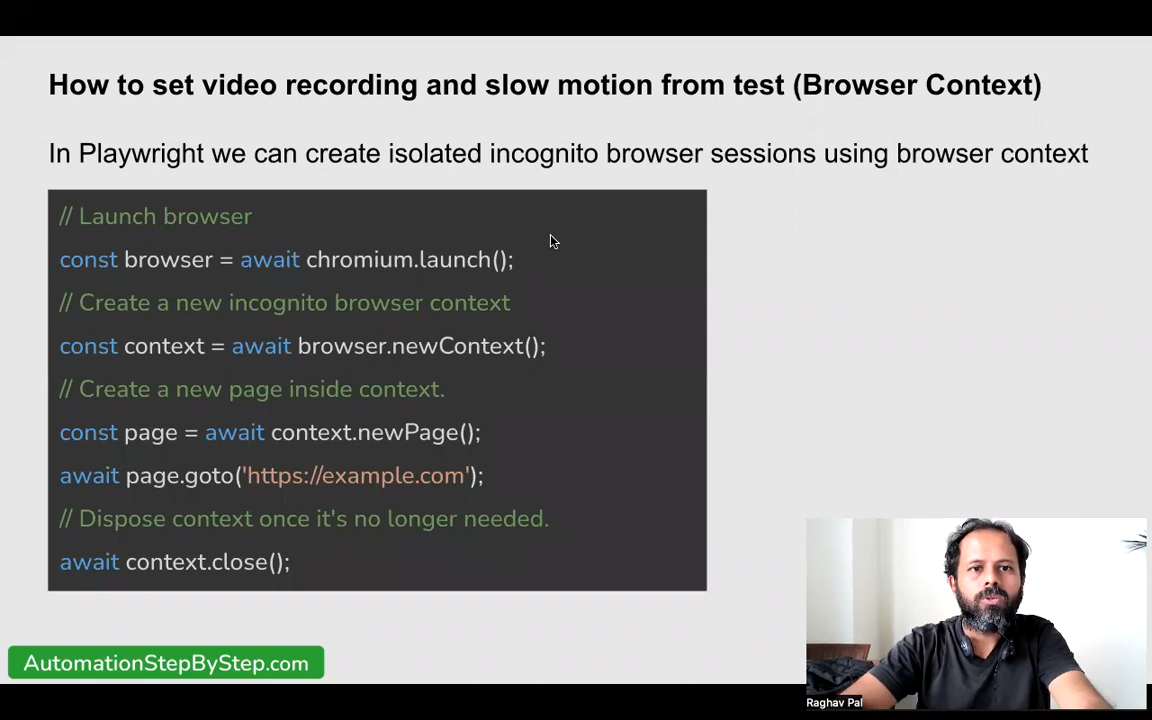 How to set video recording and slow motion from test (Browser Context)
In Playwright we can create isolated incognito browser sessions using browser context
// Launch browser
const browser = await chromium.launch();
// Create a new incognito browser context
const context = await browser.newContext();
// Create a new page inside context.
const page = await context.newPage();
await page.goto('https://example.com');
// Dispose context once it's no longer needed.
await context.close();
AutomationStepByStep.com
Raghav Pal